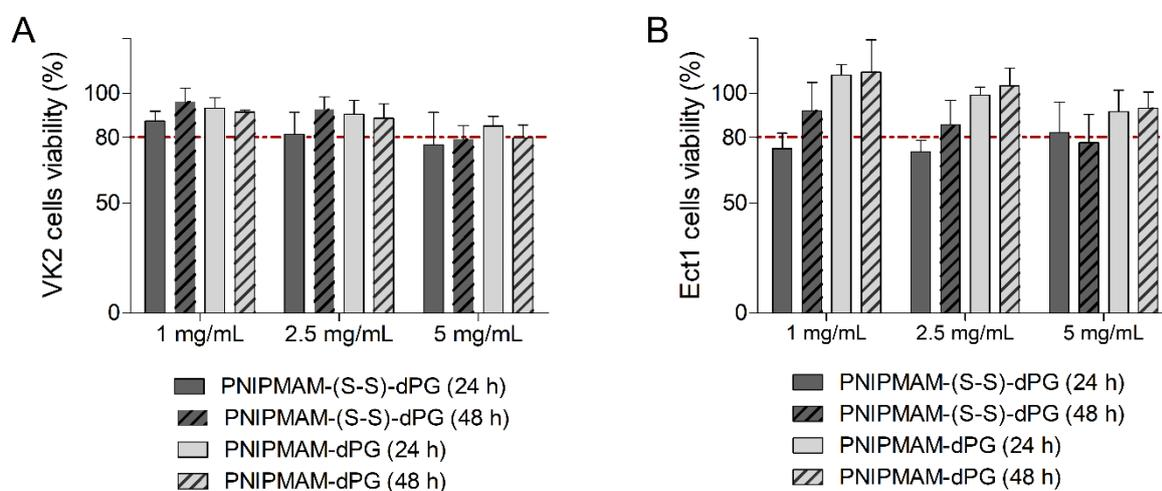 A
VK2 cells viability (%)
100
80
50
0
1 mg/mL 2.5 mg/mL 5 mg/mL
PNIPMAM-(S-S)-dPG (24 h)
PNIPMAM-(S-S)-dPG (48 h)
PNIPMAM-dPG (24 h)
PNIPMAM-dPG (48 h)
B
Ect1 cells viability (%)
100
80
50
0
1 mg/mL 2.5 mg/mL 5 mg/mL
PNIPMAM-(S-S)-dPG (24 h)
PNIPMAM-(S-S)-dPG (48 h)
PNIPMAM-dPG (24 h)
PNIPMAM-dPG (48 h)